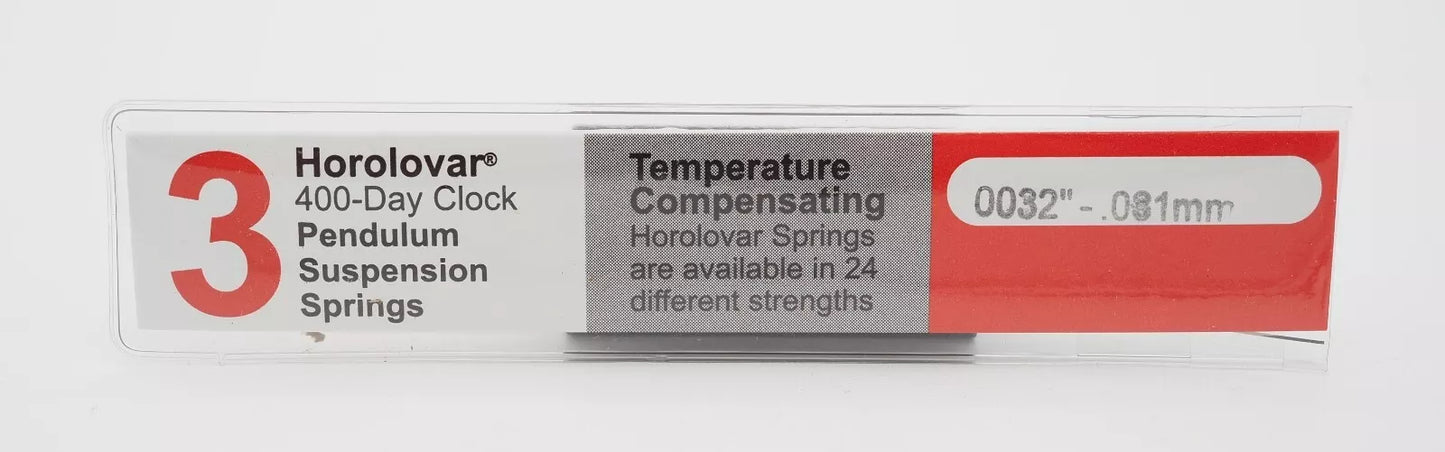 3
Horolovar®
400-Day Clock
Pendulum
Suspension
Springs
Temperature
Compensating
Horolovar Springs
are available in 24
different strengths
0032"-.081mm